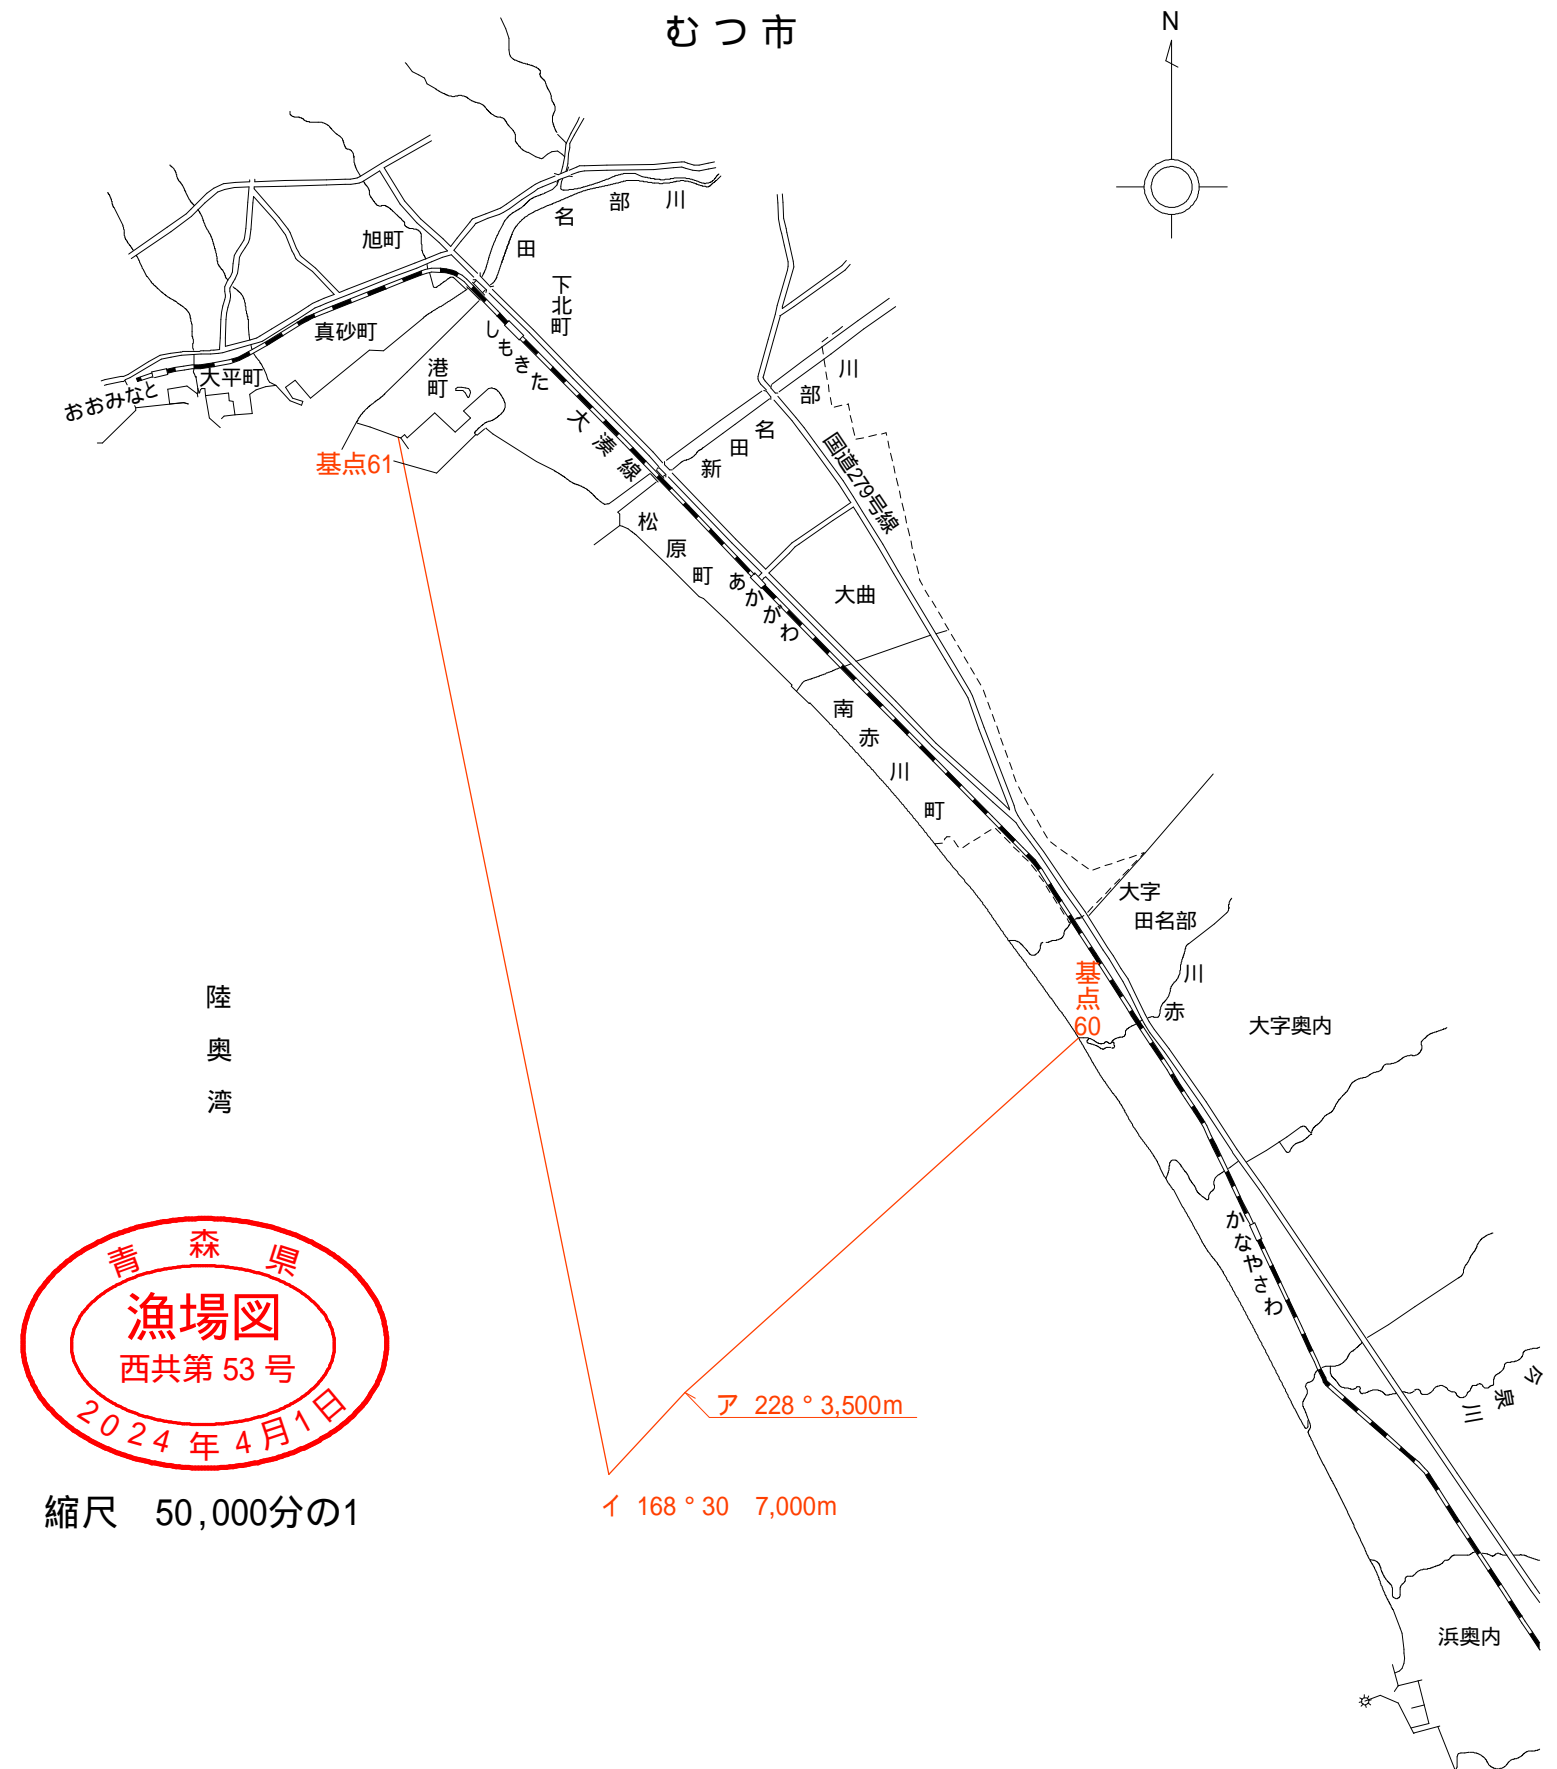 むつ市
N
田名部川
旭町
下北町
真砂町
しもきた
港町
大平町
おおみなと
大湊線
新田名部川
国道279号線
基点61
松原町
あかがわ
大曲
南赤川町
大字
田名部
基点60
赤川
大字奥内
陸奥湾
かなやさわ
今泉川
青森県
漁場図
西共第 53 号
2024年4月1日
ア 228 ° 3,500m
イ 168 ° 30 7,000m
縮尺 50,000分の1
浜奥内